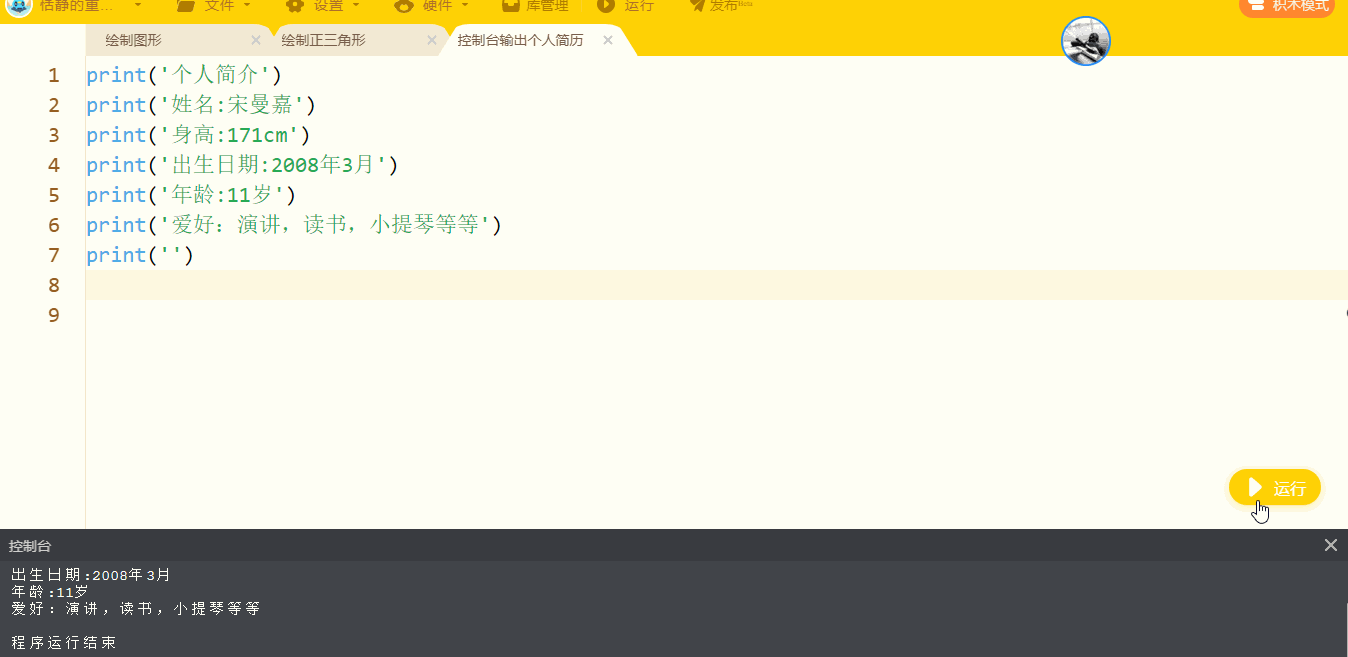 恬静的重... 文件 设置 硬件 库管理 运行 发布Beta 积木模式
绘制图形 绘制正三角形 控制台输出个人简历
1 print('个人简介')
2 print('姓名:宋曼嘉')
3 print('身高:171cm')
4 print('出生日期:2008年3月')
5 print('年龄:11岁')
6 print('爱好：演讲，读书，小提琴等等')
7 print('')
8
9
运行
控制台
出生日期:2008年3月
年龄:11岁
爱好：演讲，读书，小提琴等等
程序运行结束